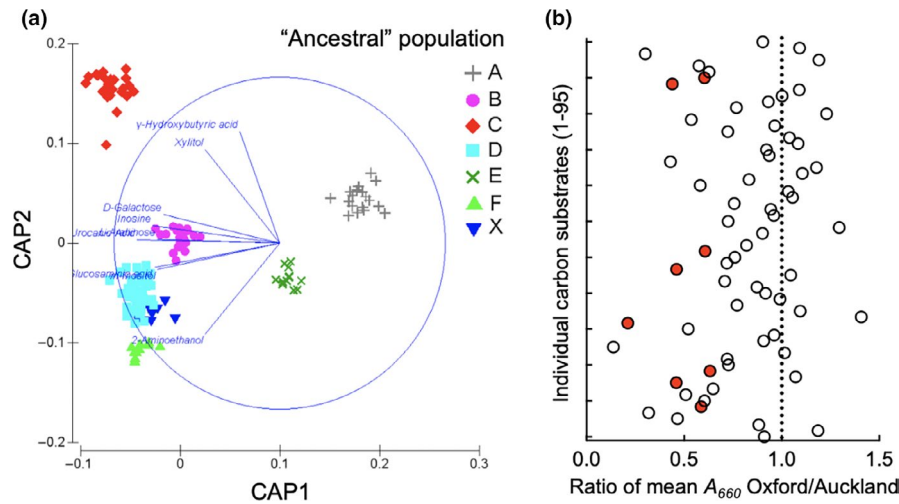 (a)
"Ancestral" population
A
B
C
D
E
F
X
0.2
0.1
0
−0.1
−0.2
CAP2
γ-Hydroxybutyric acid
Xylitol
D-Galactose
Inosine
2-Aminoethanol
−0.1
0
0.1
0.2
0.3
CAP1
(b)
Individual carbon substrates (1-95)
0
0.5
1.0
1.5
Ratio of mean A660 Oxford/Auckland